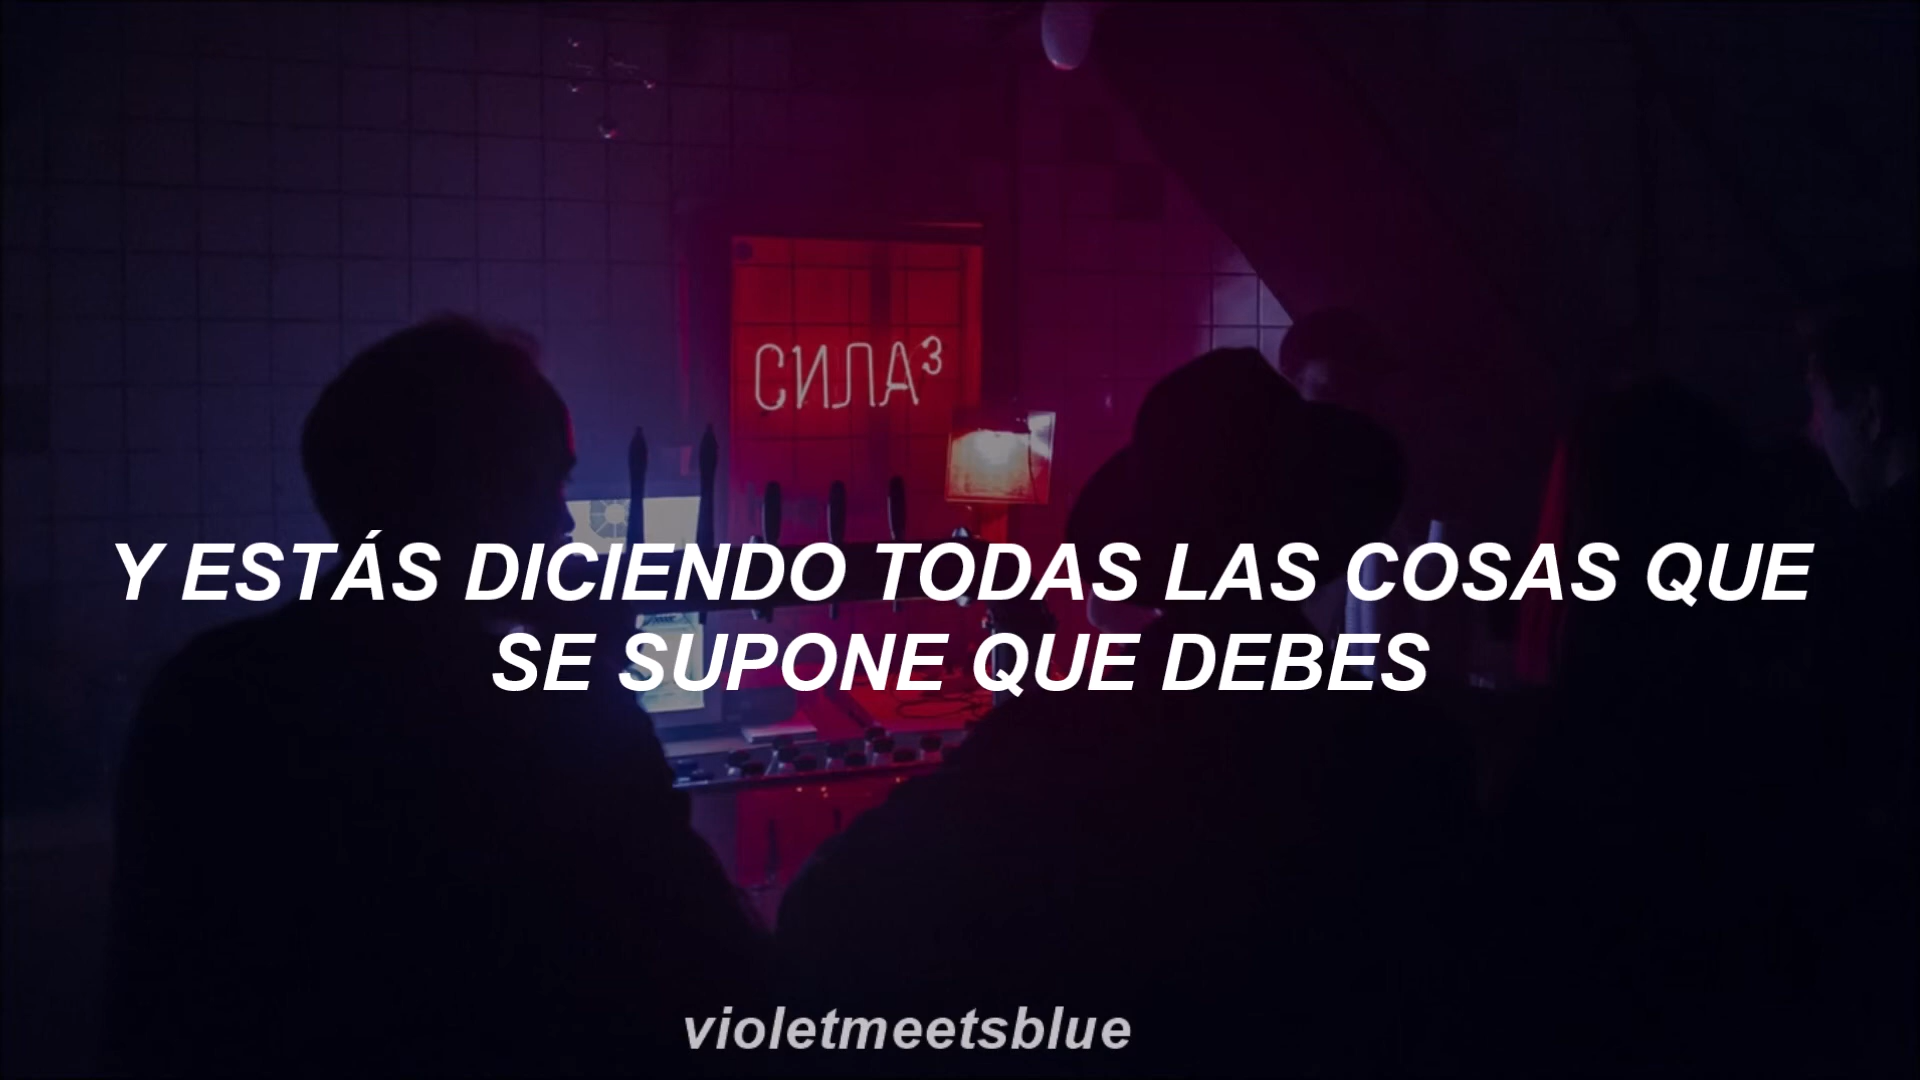 СИЛА³
Y ESTÁS DICIENDO TODAS LAS COSAS QUE
SE SUPONE QUE DEBES
violetmeetsblue